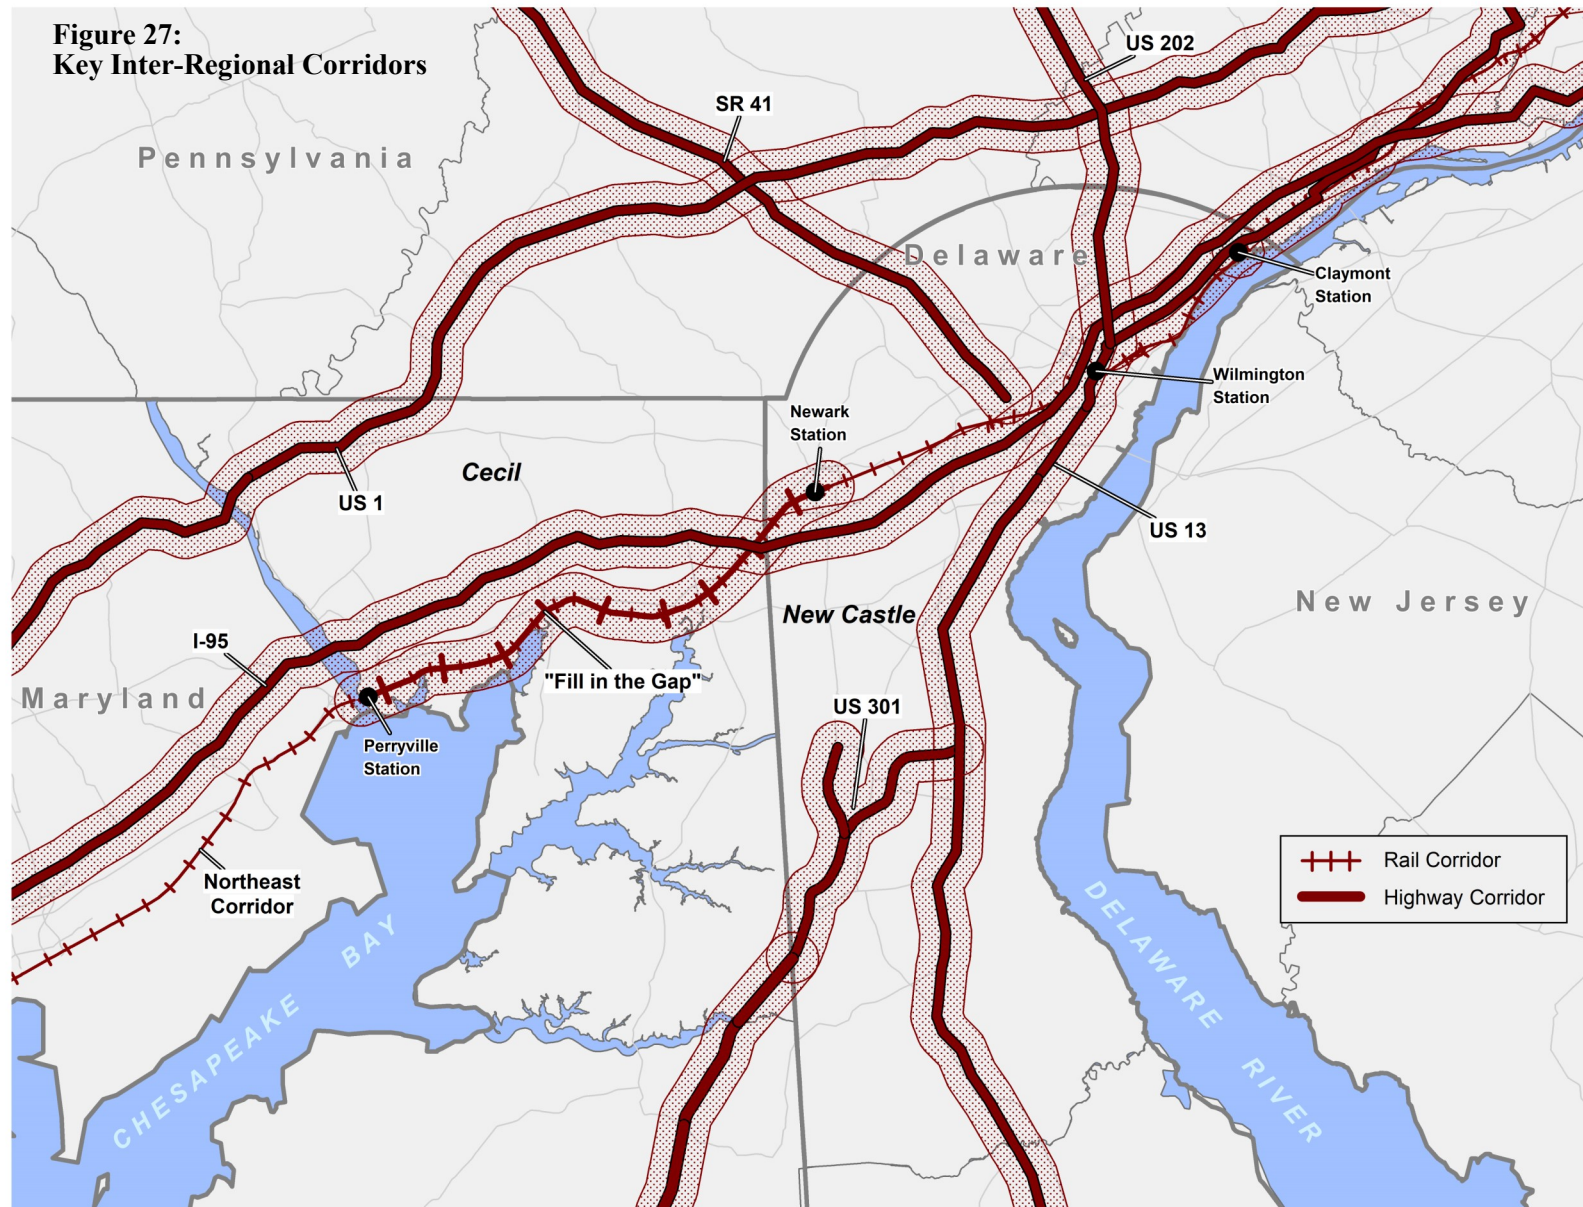 Figure 27:
Key Inter-Regional Corridors
US 202
SR 41
Pennsylvania
Delaware
Claymont
Station
Wilmington
Station
Newark
Station
Cecil
US 1
US 13
New Castle
New Jersey
I-95
Maryland
"Fill in the Gap"
US 301
Perryville
Station
Northeast
Corridor
Rail Corridor
Highway Corridor
CHESAPEAKE BAY
DELAWARE RIVER